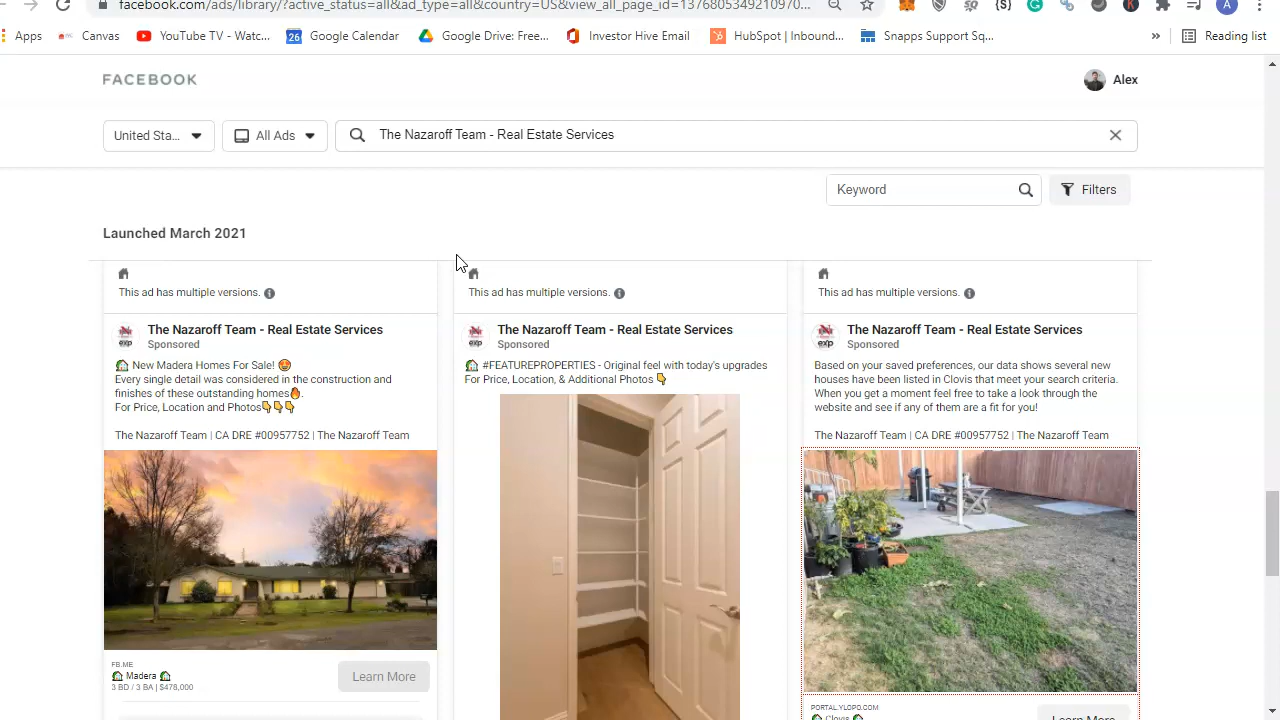 facebook.com/ads/library/?active_status=all&ad_type=all&country=US&view_all_page_id=1376805349210970...
Apps
Canvas
YouTube TV - Watc...
26
Google Calendar
Google Drive: Free...
Investor Hive Email
HubSpot | Inbound...
Snapps Support Sq...
»
Reading list
FACEBOOK
Alex
United Sta...
All Ads
The Nazaroff Team - Real Estate Services
Keyword
Filters
Launched March 2021
This ad has multiple versions.
The Nazaroff Team - Real Estate Services
Sponsored
🏡 New Madera Homes For Sale! 🤩
Every single detail was considered in the construction and
finishes of these outstanding homes🔥.
For Price, Location and Photos👇👇👇
The Nazaroff Team | CA DRE #00957752 | The Nazaroff Team
FB.ME
🏡 Madera 🏡
3 BD / 3 BA | $478,000
Learn More
This ad has multiple versions.
The Nazaroff Team - Real Estate Services
Sponsored
🏡 #FEATUREPROPERTIES - Original feel with today's upgrades
For Price, Location, & Additional Photos 👇
This ad has multiple versions.
The Nazaroff Team - Real Estate Services
Sponsored
Based on your saved preferences, our data shows several new
houses have been listed in Clovis that meet your search criteria.
When you get a moment feel free to take a look through the
website and see if any of them are a fit for you!
The Nazaroff Team | CA DRE #00957752 | The Nazaroff Team
PORTAL.YLOPO.COM
🏡 Clovis 🏡
Learn More